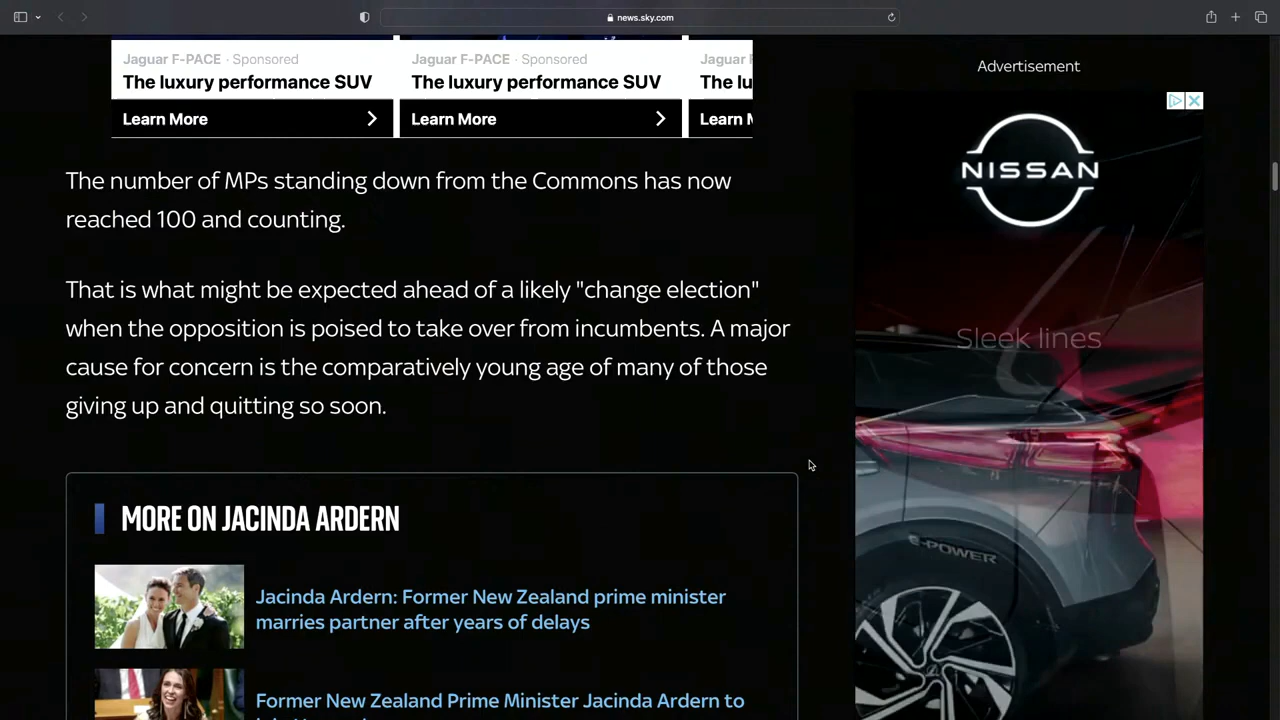 news.sky.com
Jaguar F-PACE · Sponsored
The luxury performance SUV
Learn More
Jaguar F-PACE · Sponsored
The luxury performance SUV
Learn More
Jaguar
The lu
Learn
The number of MPs standing down from the Commons has now
reached 100 and counting.
That is what might be expected ahead of a likely "change election"
when the opposition is poised to take over from incumbents. A major
cause for concern is the comparatively young age of many of those
giving up and quitting so soon.
MORE ON JACINDA ARDERN
Jacinda Ardern: Former New Zealand prime minister
marries partner after years of delays
Former New Zealand Prime Minister Jacinda Ardern to
Advertisement
NISSAN
Sleek lines
e-POWER